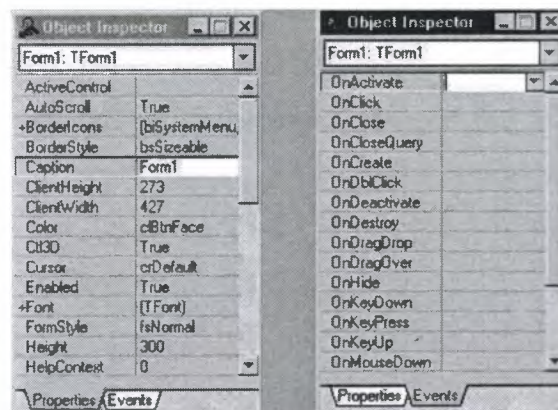 Object Inspector
Form1: TForm1
ActiveControl
AutoScroll True
+BorderIcons [biSystemMenu,
BorderStyle bsSizeable
Caption Form1
ClientHeight 273
ClientWidth 427
Color clBtnFace
Ctl3D True
Cursor crDefault
Enabled True
+Font (TFont)
FormStyle fsNormal
Height 300
HelpContext 0
Properties Events
Object Inspector
Form1: TForm1
OnActivate
OnClick
OnClose
OnCloseQuery
OnCreate
OnDblClick
OnDeactivate
OnDestroy
OnDragDrop
OnDragOver
OnHide
OnKeyDown
OnKeyPress
OnKeyUp
OnMouseDown
Properties Events